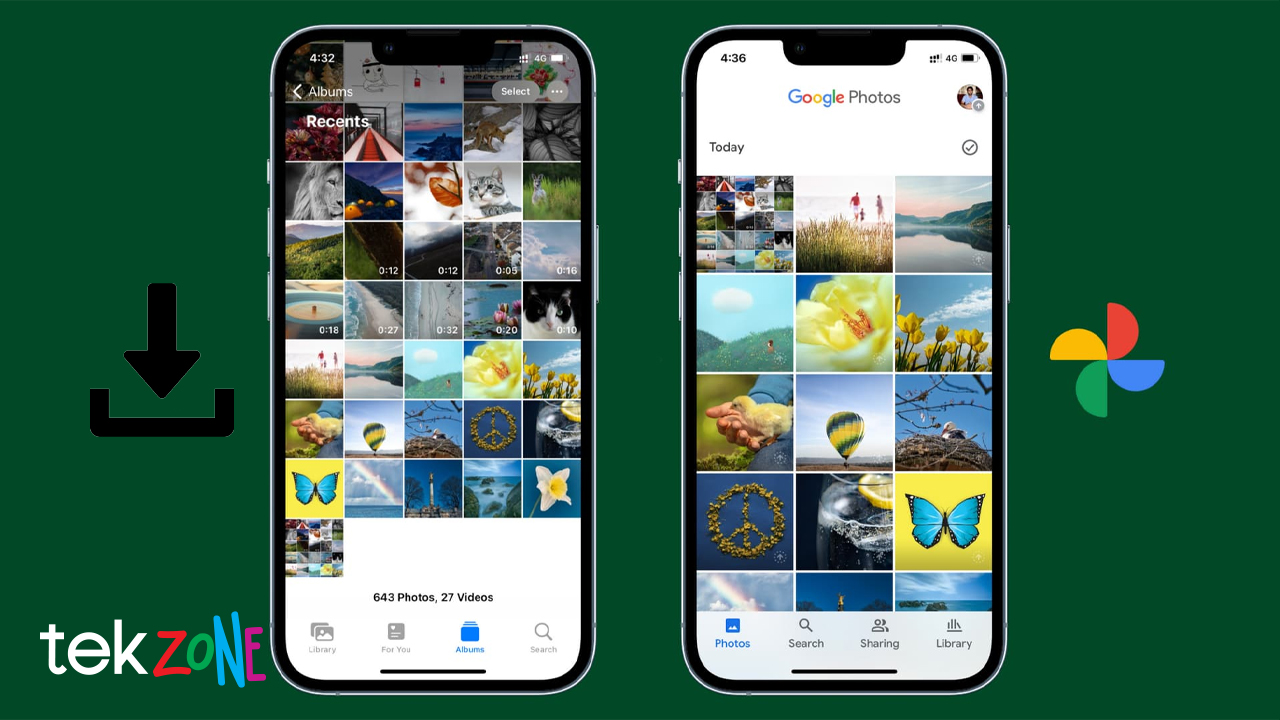 4:32
4G
Albums
Select
Recents
0:12
0:12
0:05
0:16
0:18
0:27
0:32
0:20
0:10
643 Photos, 27 Videos
Library
For You
Albums
Search
4:36
4G
Google Photos
Today
Photos
Search
Sharing
Library
tek ZONE